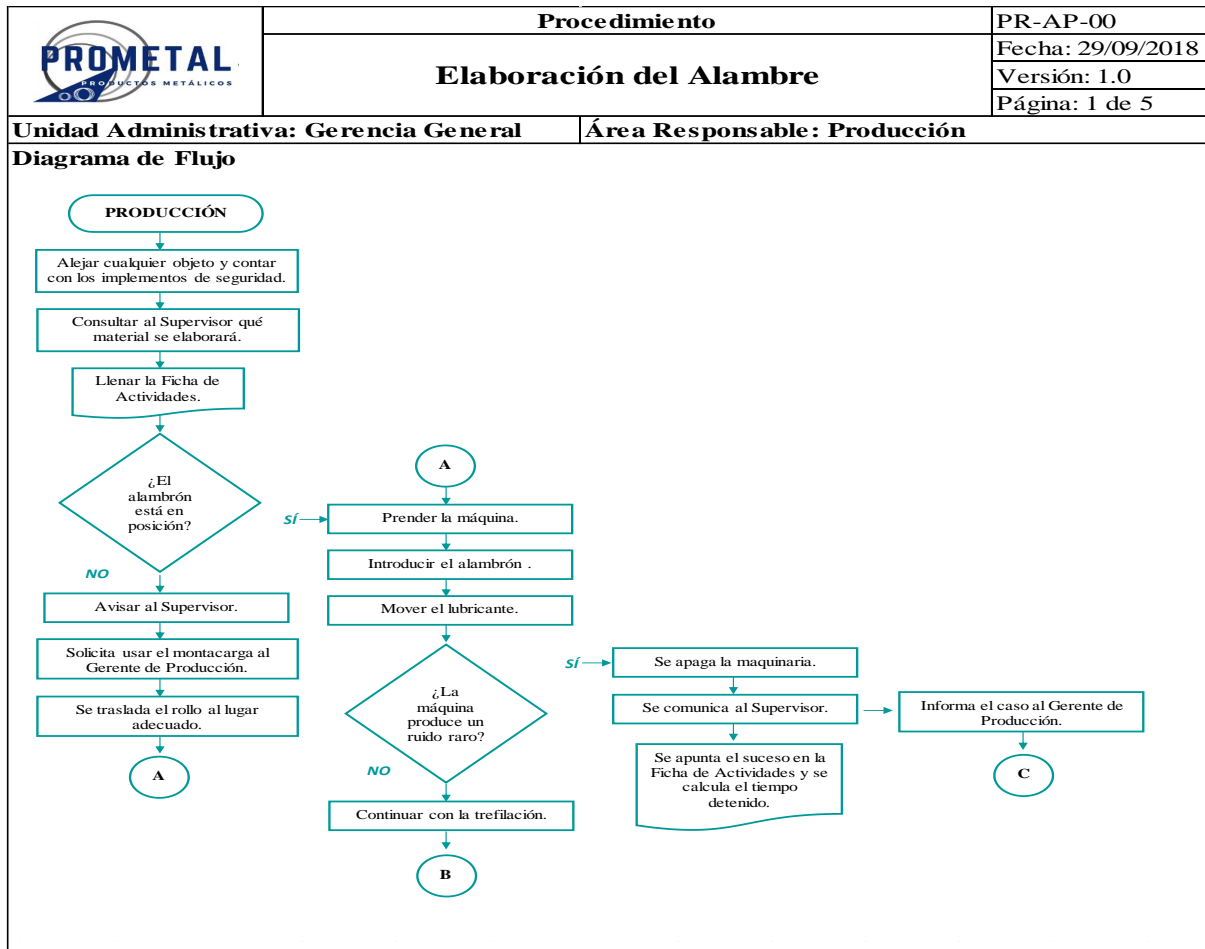 PROMETAL
PRODUCTOS METÁLICOS
Procedimiento
Elaboración del Alambre
PR-AP-00
Fecha: 29/09/2018
Versión: 1.0
Página: 1 de 5
Unidad Administrativa: Gerencia General
Área Responsable: Producción
Diagrama de Flujo
PRODUCCIÓN
Alejar cualquier objeto y contar
con los implementos de seguridad.
Consultar al Supervisor qué
material se elaborará.
Llenar la Ficha de
Actividades.
¿El
alambrón
está en
posición?
NO
Avisar al Supervisor.
Solicita usar el montacarga al
Gerente de Producción.
Se traslada el rollo al lugar
adecuado.
A
A
SÍ
Prender la máquina.
Introducir el alambrón .
Mover el lubricante.
¿La
máquina
produce un
ruido raro?
NO
Continuar con la trefilación.
B
SÍ
Se apaga la maquinaria.
Se comunica al Supervisor.
Se apunta el suceso en la
Ficha de Actividades y se
calcula el tiempo
detenido.
Informa el caso al Gerente de
Producción.
C